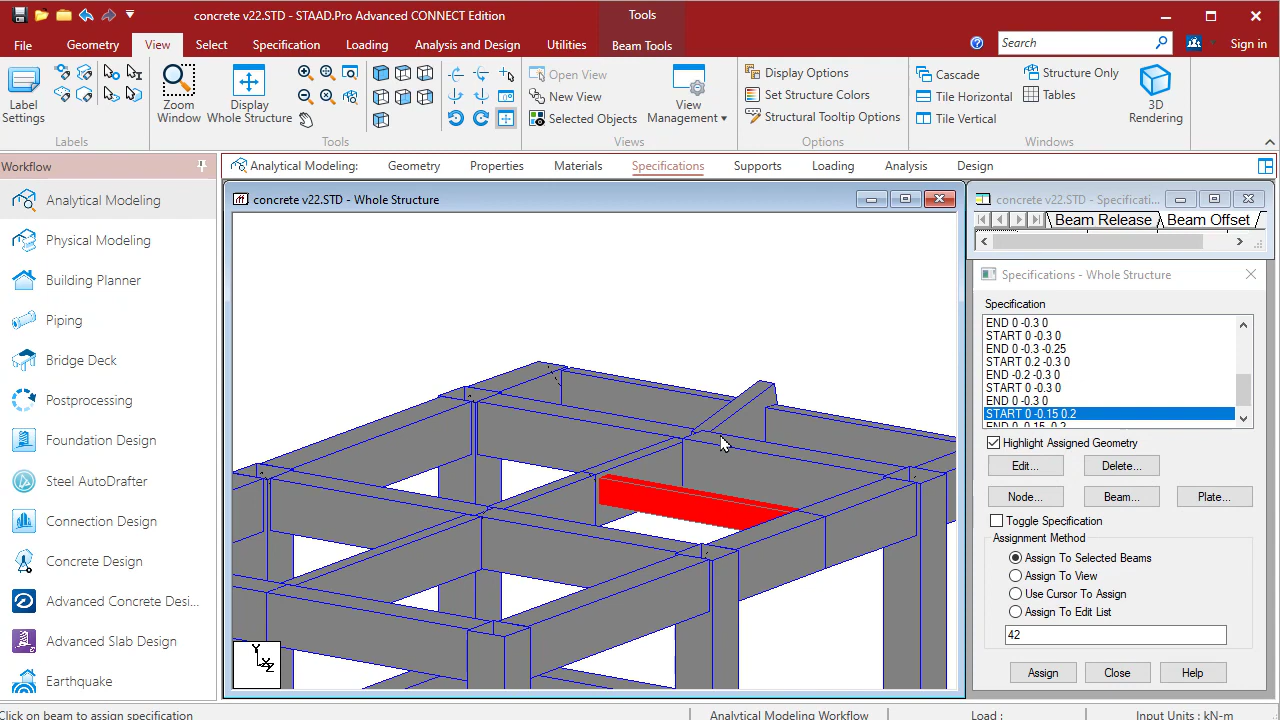 concrete v22.STD - STAAD.Pro Advanced CONNECT Edition
Tools
File
Geometry
View
Select
Specification
Loading
Analysis and Design
Utilities
Beam Tools
Search
Sign in
Label
Settings
Zoom
Window
Display
Whole Structure
Open View
New View
Selected Objects
View
Management
Display Options
Set Structure Colors
Structural Tooltip Options
Cascade
Tile Horizontal
Tile Vertical
Structure Only
Tables
3D
Rendering
Labels
Tools
Views
Options
Windows
Workflow
Analytical Modeling
Physical Modeling
Building Planner
Piping
Bridge Deck
Postprocessing
Foundation Design
Steel AutoDrafter
Connection Design
Concrete Design
Advanced Concrete Desi...
Advanced Slab Design
Earthquake
Analytical Modeling:
Geometry
Properties
Materials
Specifications
Supports
Loading
Analysis
Design
concrete v22.STD - Whole Structure
Y
X
Z
concrete v22.STD - Specificati...
Beam Release
Beam Offset
Specifications - Whole Structure
Specification
END 0 -0.3 0
START 0 -0.3 0
END 0 -0.3 -0.25
START 0.2 -0.3 0
END -0.2 -0.3 0
START 0 -0.3 0
END 0 -0.3 0
START 0 -0.15 0.2
END 0 -0.15 -0.2
Highlight Assigned Geometry
Edit...
Delete...
Node...
Beam...
Plate...
Toggle Specification
Assignment Method
Assign To Selected Beams
Assign To View
Use Cursor To Assign
Assign To Edit List
42
Assign
Close
Help
Click on beam to assign specification
Analytical Modeling Workflow
Load :
Input Units : kN-m